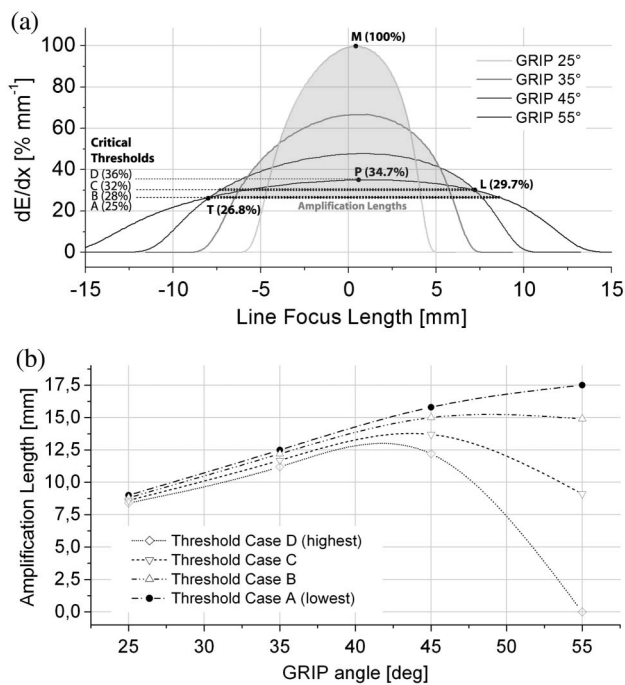 (a)
M (100%)
GRIP 25°
GRIP 35°
GRIP 45°
GRIP 55°
dE/dx [% mm⁻¹]
100
80
60
40
20
0
Critical
Thresholds
D (36%)
C (32%)
B (28%)
A (25%)
P (34.7%)
L (29.7%)
T (26.8%)
Amplification Lengths
-15 -10 -5 0 5 10 15
Line Focus Length [mm]
(b)
Amplification Length [mm]
17,5
15,0
12,5
10,0
7,5
5,0
2,5
0,0
Threshold Case D (highest)
Threshold Case C
Threshold Case B
Threshold Case A (lowest)
25 30 35 40 45 50 55
GRIP angle [deg]